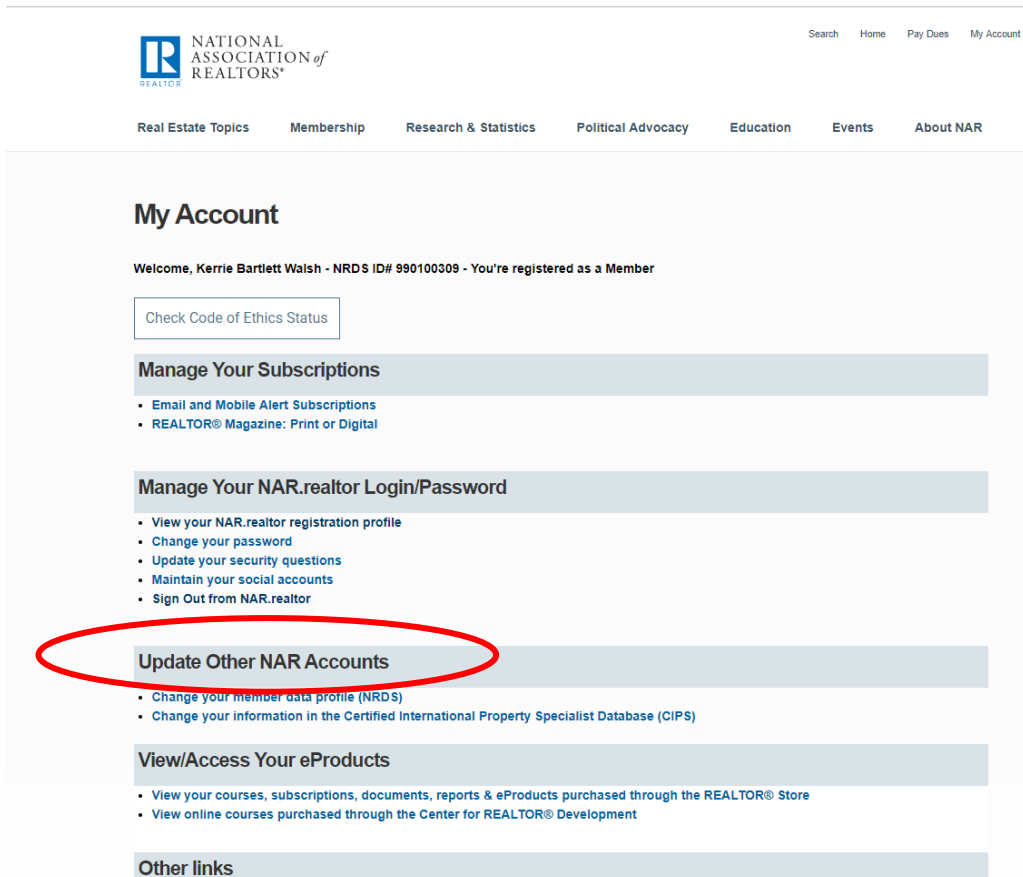 Search Home Pay Dues My Account
NATIONAL
ASSOCIATION of
REALTORS®
REALTOR
Real Estate Topics Membership Research & Statistics Political Advocacy Education Events About NAR
My Account
Welcome, Kerrie Bartlett Walsh - NRDS ID# 990100309 - You're registered as a Member
Check Code of Ethics Status
Manage Your Subscriptions
• Email and Mobile Alert Subscriptions
• REALTOR® Magazine: Print or Digital
Manage Your NAR.realtor Login/Password
• View your NAR.realtor registration profile
• Change your password
• Update your security questions
• Maintain your social accounts
• Sign Out from NAR.realtor
Update Other NAR Accounts
• Change your member data profile (NRDS)
• Change your information in the Certified International Property Specialist Database (CIPS)
View/Access Your eProducts
• View your courses, subscriptions, documents, reports & eProducts purchased through the REALTOR® Store
• View online courses purchased through the Center for REALTOR® Development
Other links